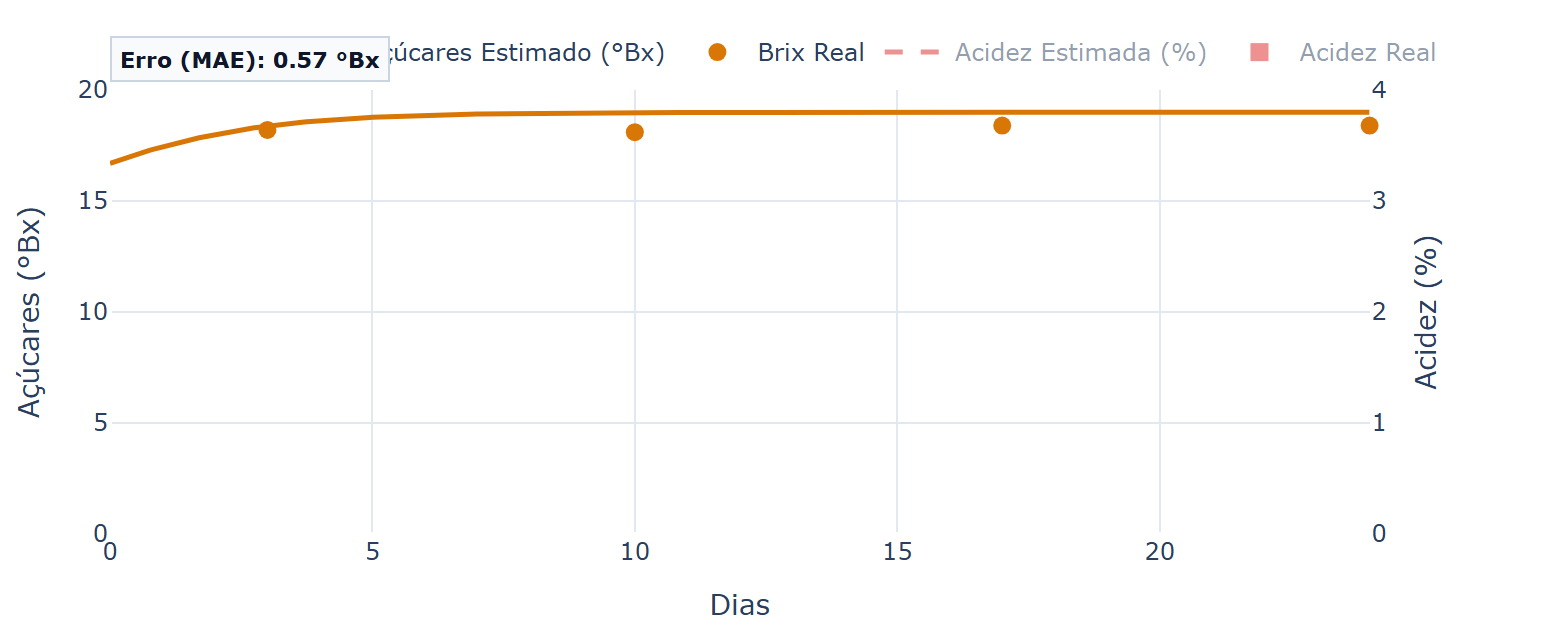 Erro (MAE): 0.57 ºBx
çúcares Estimado (°Bx)
Brix Real
Acidez Estimada (%)
Acidez Real
20
15
10
5
0
Açúcares (°Bx)
4
3
2
1
0
Acidez (%)
0
5
10
15
20
Dias